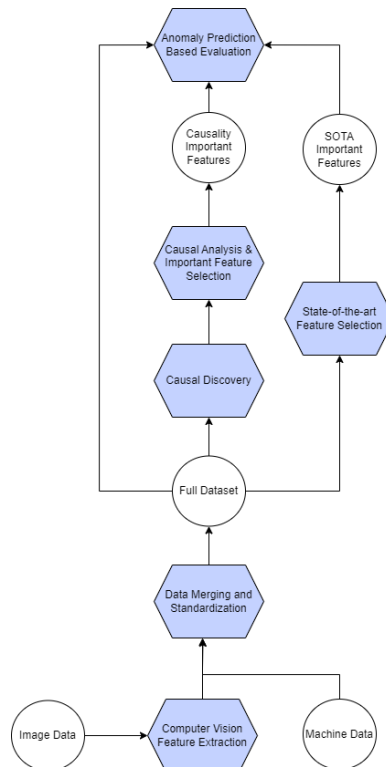 Anomaly Prediction
Based Evaluation
Causality
Important
Features
SOTA
Important
Features
Causal Analysis &
Important Feature
Selection
State-of-the-art
Feature Selection
Causal Discovery
Full Dataset
Data Merging and
Standardization
Image Data
Computer Vision
Feature Extraction
Machine Data